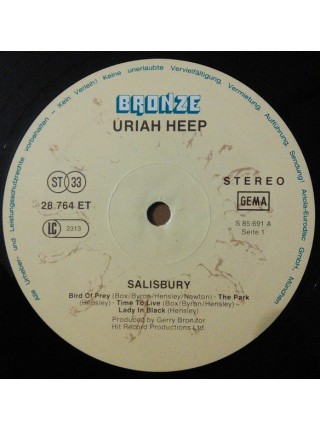 BRONZE
URIAH HEEP
ST 33
28 764 ET
LC 2313
STEREO
GEMA
S 85 691 A
Seite 1
SALISBURY
Bird Of Prey (Box/Byron/Hensley/Newton) · The Park
(Hensley) · Time To Live (Box/Byron/Hensley) ·
Lady In Black (Hensley)
Produced by Gerry Bron for
Hit Record Productions Ltd.
Alle Urheber- und Leistungsschutzrechte vorbehalten · Kein Verleih! Keine unerlaubte Vervielfältigung, Vermietung, Aufführung, Sendung! Ariola-Eurodisc GmbH, München